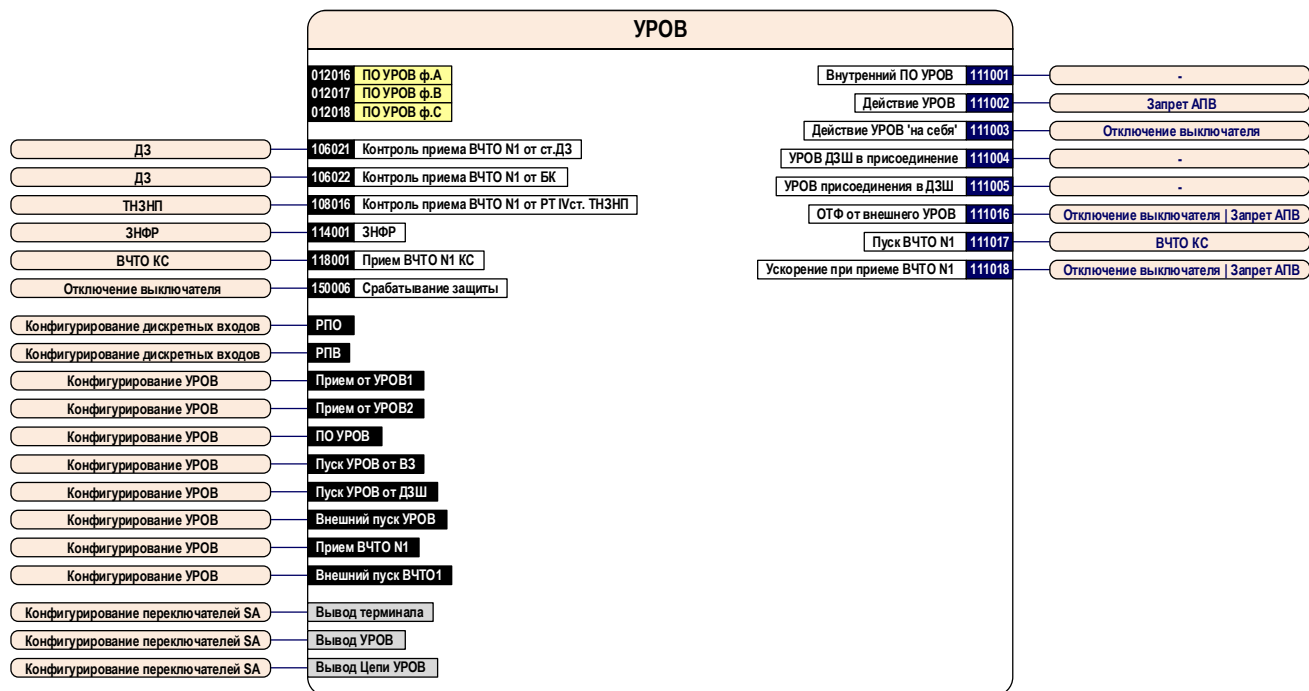 УРОВ
012016 ПО УРОВ ф.А
012017 ПО УРОВ ф.В
012018 ПО УРОВ ф.С
ДЗ 106021 Контроль приема ВЧТО N1 от ст.ДЗ
ДЗ 106022 Контроль приема ВЧТО N1 от БК
ТНЗНП 108016 Контроль приема ВЧТО N1 от РТ IVст. ТНЗНП
ЗНФР 114001 ЗНФР
ВЧТО КС 118001 Прием ВЧТО N1 КС
Отключение выключателя 150006 Срабатывание защиты
Конфигурирование дискретных входов РПО
Конфигурирование дискретных входов РПВ
Конфигурирование УРОВ Прием от УРОВ1
Конфигурирование УРОВ Прием от УРОВ2
Конфигурирование УРОВ ПО УРОВ
Конфигурирование УРОВ Пуск УРОВ от ВЗ
Конфигурирование УРОВ Пуск УРОВ от ДЗШ
Конфигурирование УРОВ Внешний пуск УРОВ
Конфигурирование УРОВ Прием ВЧТО N1
Конфигурирование УРОВ Внешний пуск ВЧТО1
Конфигурирование переключателей SA Вывод терминала
Конфигурирование переключателей SA Вывод УРОВ
Конфигурирование переключателей SA Вывод Цепи УРОВ
Внутренний ПО УРОВ 111001 -
Действие УРОВ 111002 Запрет АПВ
Действие УРОВ 'на себя' 111003 Отключение выключателя
УРОВ ДЗШ в присоединение 111004 -
УРОВ присоединения в ДЗШ 111005 -
ОТФ от внешнего УРОВ 111016 Отключение выключателя | Запрет АПВ
Пуск ВЧТО N1 111017 ВЧТО КС
Ускорение при приеме ВЧТО N1 111018 Отключение выключателя | Запрет АПВ